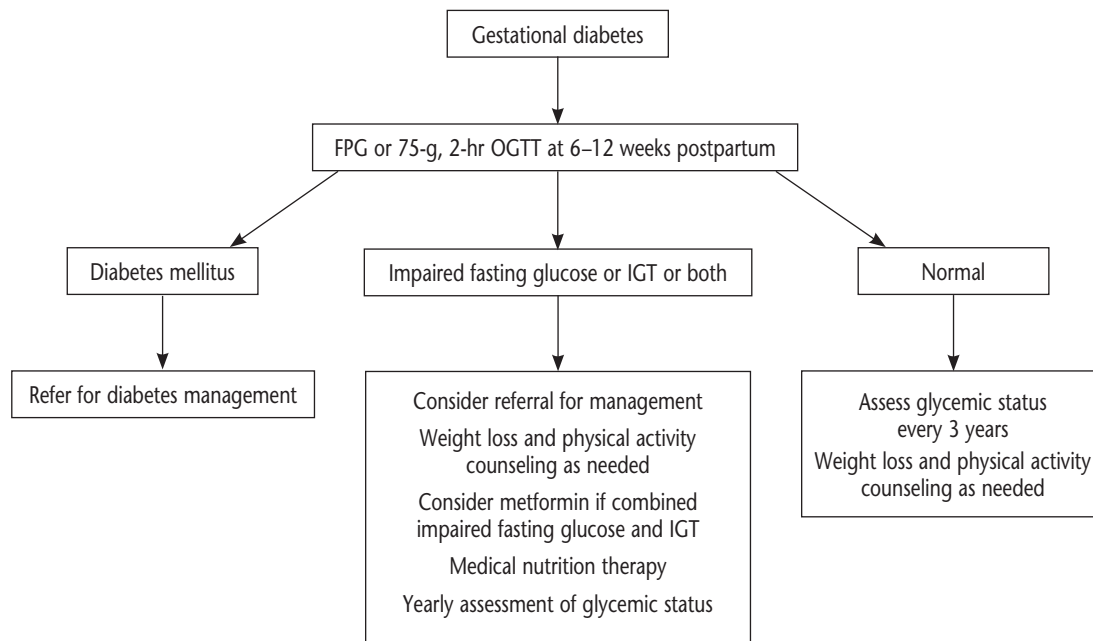 Gestational diabetes
FPG or 75-g, 2-hr OGTT at 6–12 weeks postpartum
Diabetes mellitus
Impaired fasting glucose or IGT or both
Normal
Refer for diabetes management
Consider referral for management
Weight loss and physical activity
counseling as needed
Consider metformin if combined
impaired fasting glucose and IGT
Medical nutrition therapy
Yearly assessment of glycemic status
Assess glycemic status
every 3 years
Weight loss and physical activity
counseling as needed